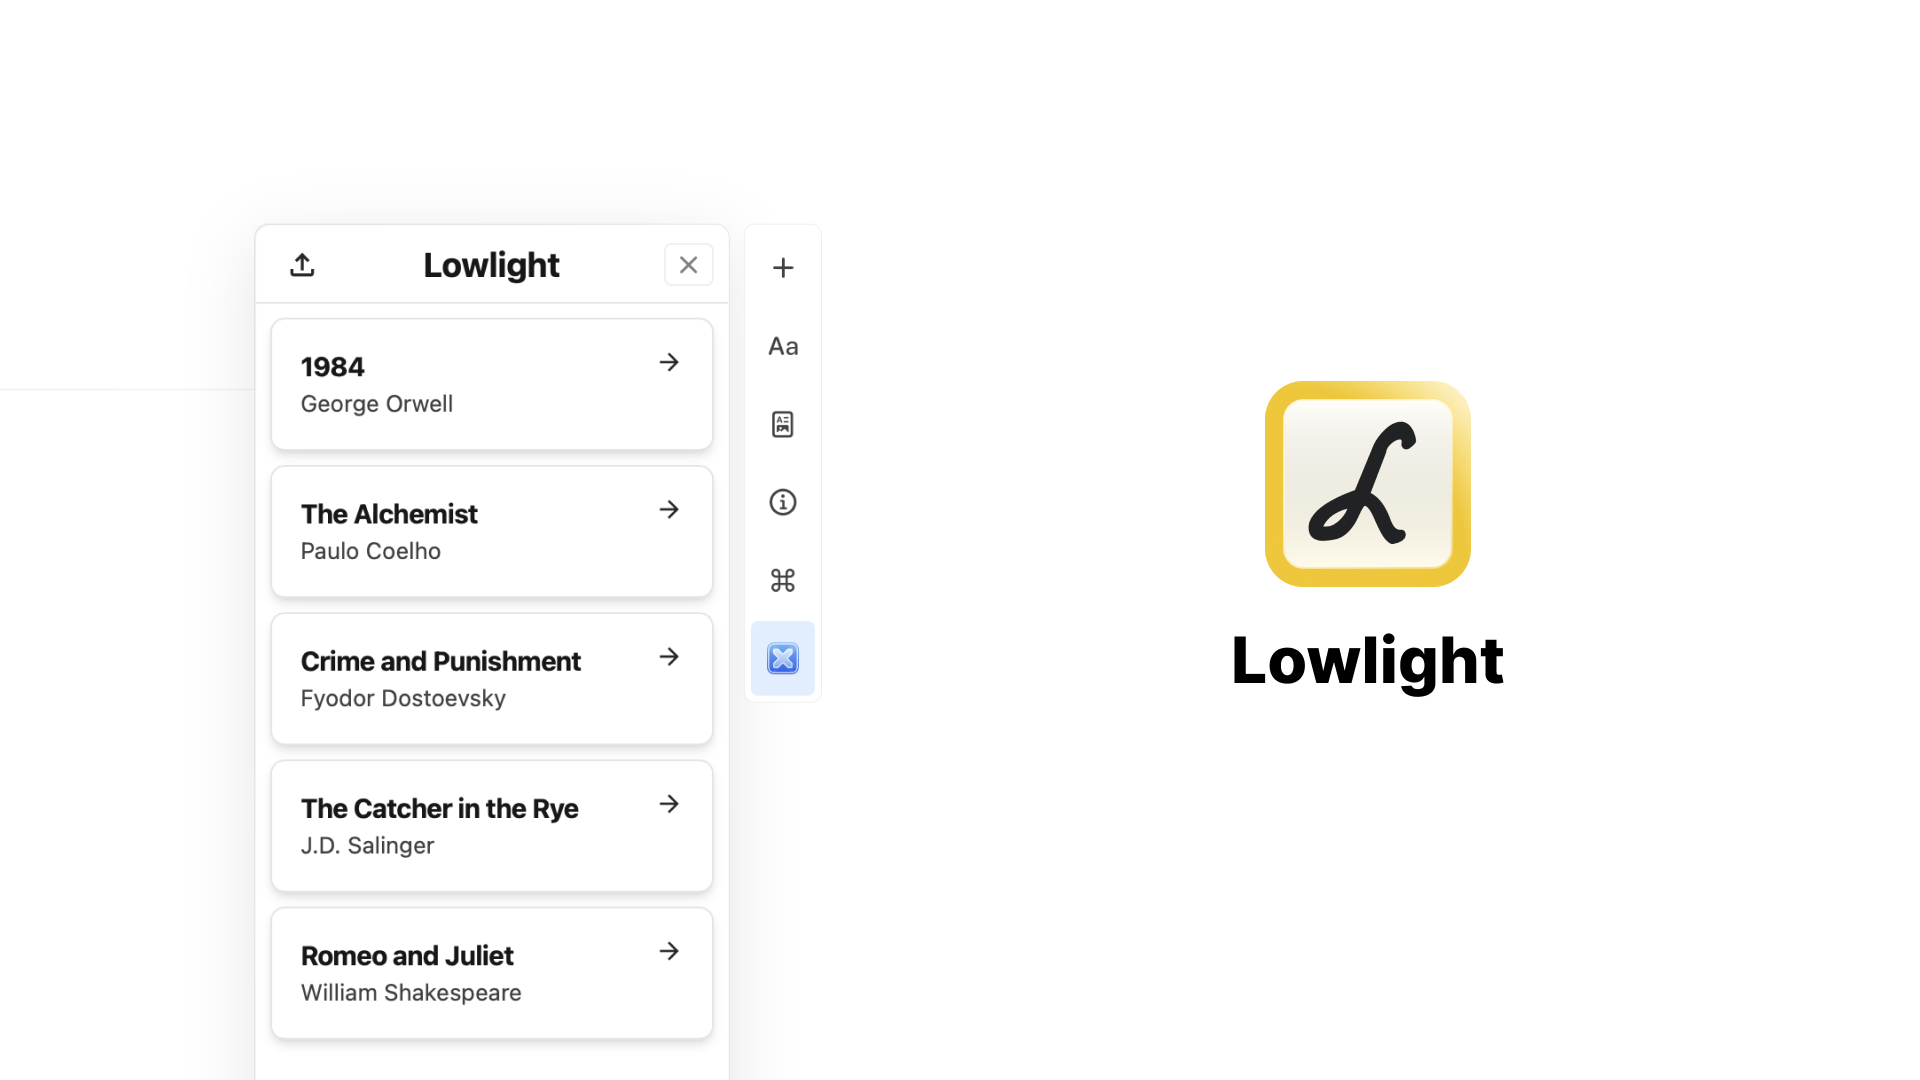 Lowlight
1984
George Orwell
The Alchemist
Paulo Coelho
Crime and Punishment
Fyodor Dostoevsky
The Catcher in the Rye
J.D. Salinger
Romeo and Juliet
William Shakespeare
Aa
L
Lowlight